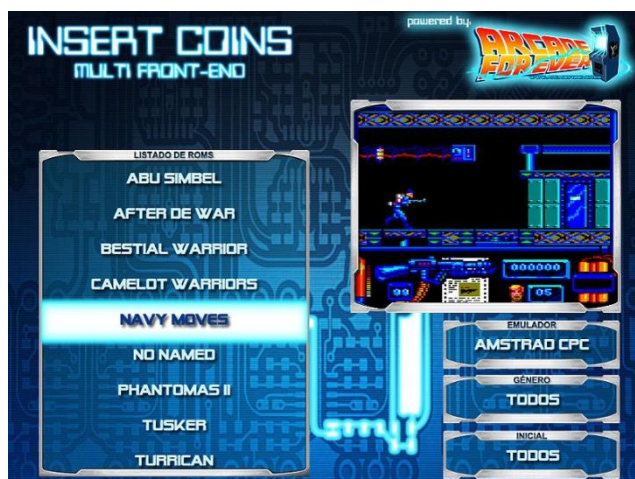 INSERT COINS
MULTI FRONT-END
powered by:
ARCADE
FOR EVER
LISTADO DE ROMS
ABU SIMBEL
AFTER DE WAR
BESTIAL WARRIOR
CAMELOT WARRIORS
NAVY MOVES
NO NAMED
PHANTOMAS II
TUSKER
TURRICAN
000000
99
05
EMULADOR
AMSTRAD CPC
GÉNERO
TODOS
INICIAL
TODOS